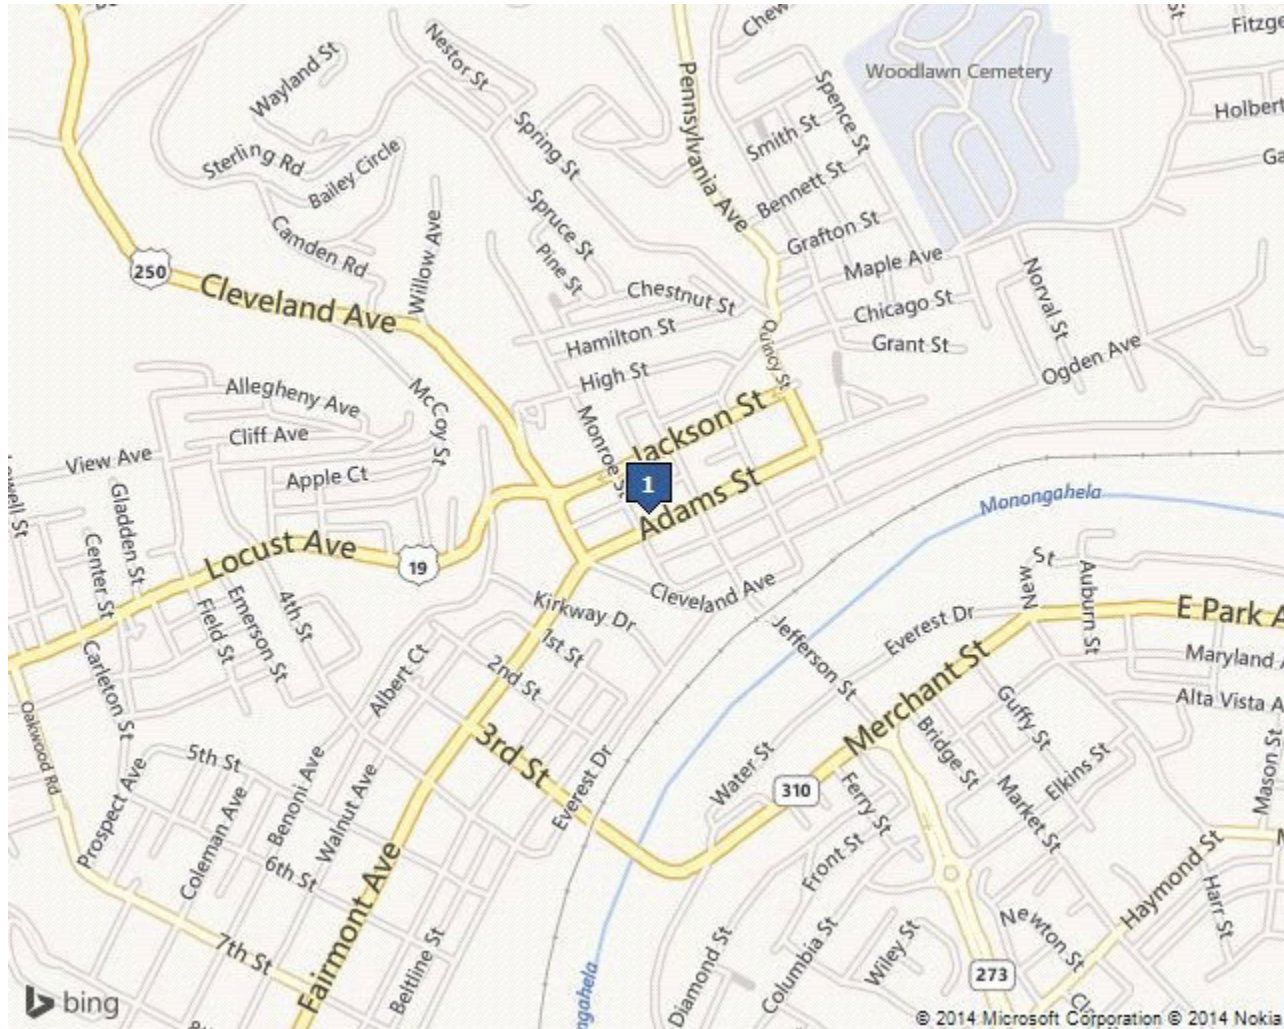 Nestor St
Wayland St
Pennsylvania Ave
Spence St
Woodlawn Cemetery
Smith St
Spring St
Sterling Rd
Bailey Circle
Bennett St
Spruce St
Grafton St
Camden Rd
Willow Ave
Pine St
Maple Ave
250
Cleveland Ave
Chestnut St
Chicago St
Norval St
Hamilton St
Quincy St
Grant St
Ogden Ave
High St
Allegheny Ave
McCoy St
Monroe St
Jackson St
Cliff Ave
View Ave
Apple Ct
1
Adams St
Gladden St
Monongahela
Center St
Locust Ave
19
New St
Auburn St
Cleveland Ave
Field St
Emerson St
4th St
Kirkway Dr
Jefferson St
Everest Dr
E Park
1st St
Carleton St
2nd St
Albert Ct
Merchant St
Maryland
Alta Vista
Guffy St
Oakwood Rd
3rd St
Bridge St
5th St
Prospect Ave
Coleman Ave
Benoni Ave
Walnut Ave
Everest Dr
Water St
310
Ferry St
Market St
Elkins St
Mason St
6th St
Front St
Haymond St
Harr St
Fairmont Ave
7th St
Beltline St
Monongahela
Diamond St
Columbia St
Wiley St
Newton St
273
bing
© 2014 Microsoft Corporation © 2014 Nokia